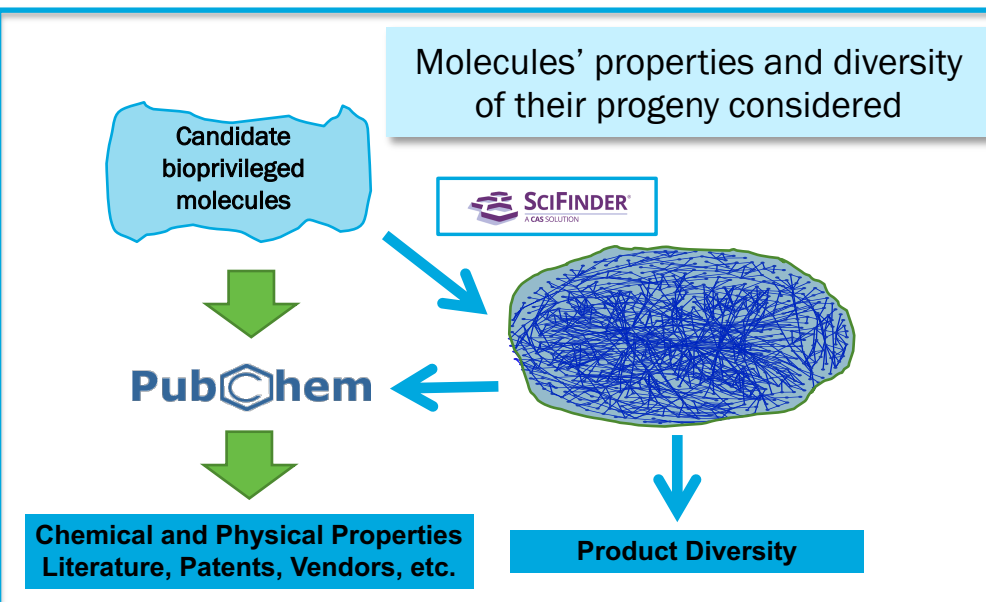 Molecules’ properties and diversity
of their progeny considered
Candidate
bioprivileged
molecules
SCIFINDER®
A CAS SOLUTION
PubChem
Chemical and Physical Properties
Literature, Patents, Vendors, etc.
Product Diversity